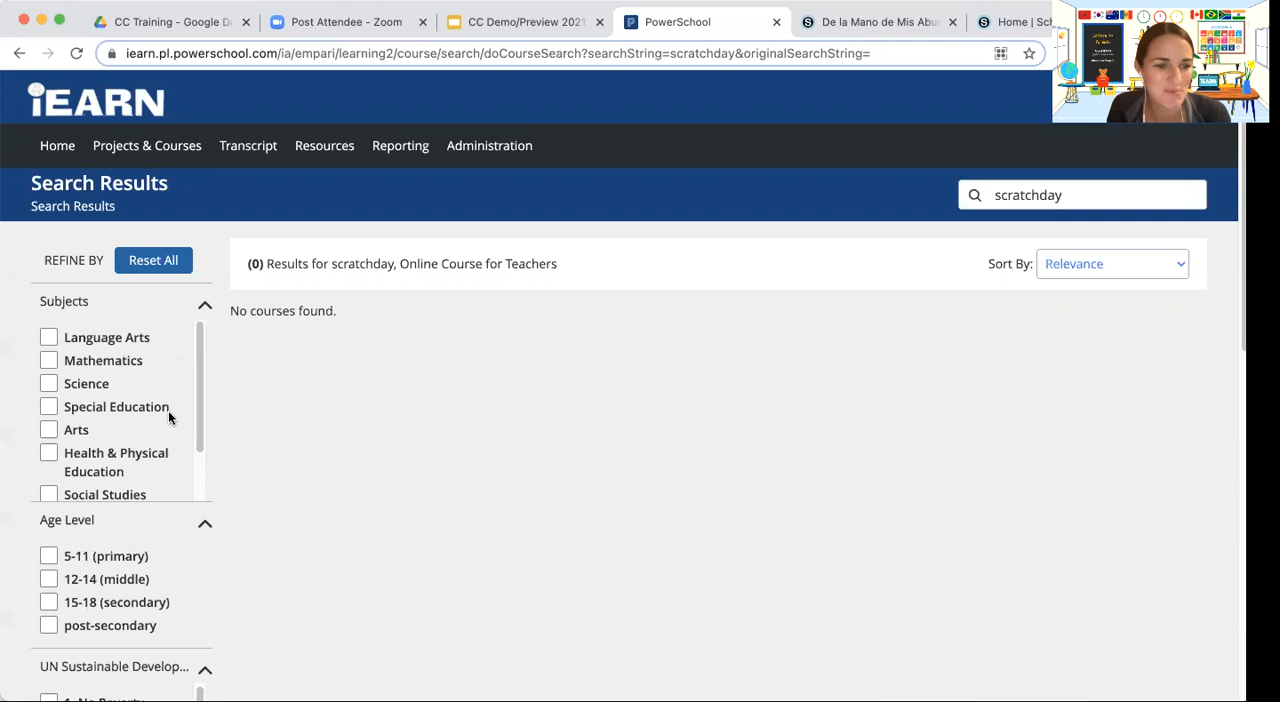 CC Training - Google D
Post Attendee - Zoom
CC Demo/Preview 2021
PowerSchool
De la Mano de Mis Abu
Home | Sch
iearn.pl.powerschool.com/ia/empari/learning2/course/search/doCourseSearch?searchString=scratchday&originalSearchString=
iEARN
Home Projects & Courses Transcript Resources Reporting Administration
Search Results
Search Results
scratchday
REFINE BY Reset All
(0) Results for scratchday, Online Course for Teachers
Sort By: Relevance
No courses found.
Subjects
Language Arts
Mathematics
Science
Special Education
Arts
Health & Physical
Education
Social Studies
Age Level
5-11 (primary)
12-14 (middle)
15-18 (secondary)
post-secondary
UN Sustainable Develop...